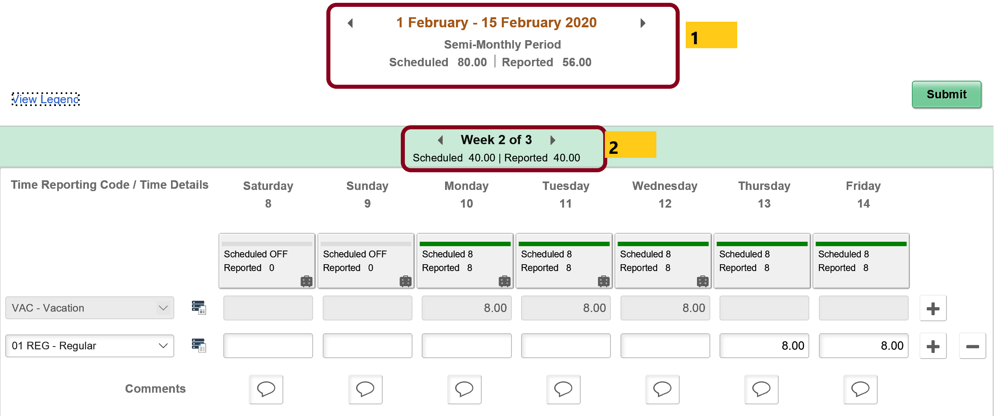 1 February - 15 February 2020
1
Semi-Monthly Period
Scheduled 80.00 | Reported 56.00
View Legend
Submit
Week 2 of 3
2
Scheduled 40.00 | Reported 40.00
Time Reporting Code / Time Details Saturday Sunday Monday Tuesday Wednesday Thursday Friday
8 9 10 11 12 13 14
Scheduled OFF Scheduled OFF Scheduled 8 Scheduled 8 Scheduled 8 Scheduled 8 Scheduled 8
Reported 0 Reported 0 Reported 8 Reported 8 Reported 8 Reported 8 Reported 8
VAC - Vacation 8.00 8.00 8.00
01 REG - Regular 8.00 8.00
Comments